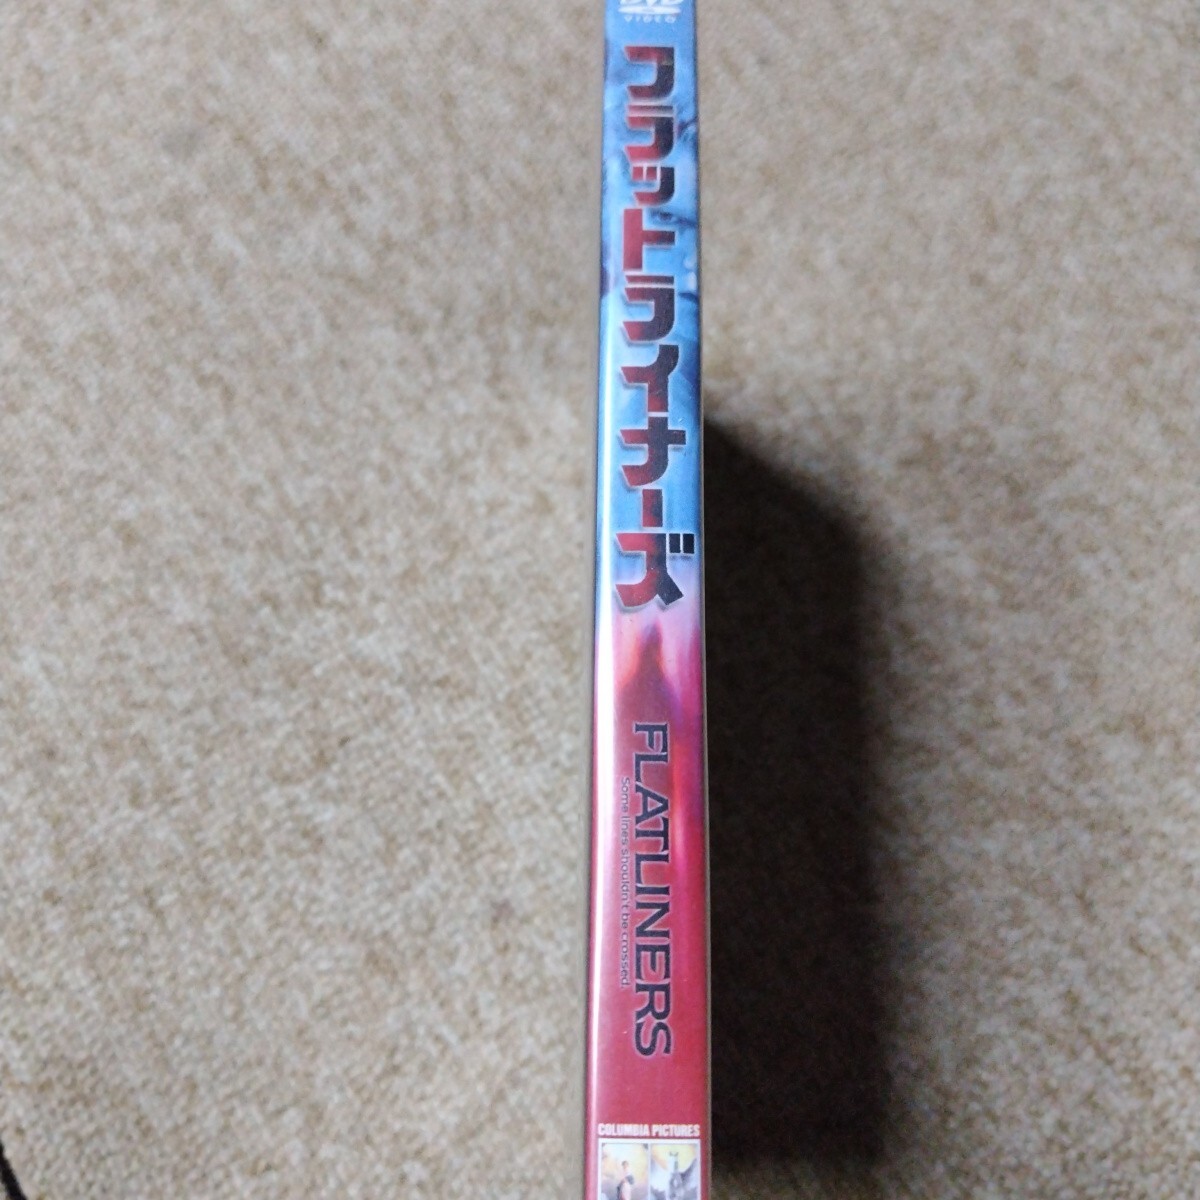 DVD
VIDEO
フラットライナーズ
FLATLINERS
Some lines shouldn't be crossed.
COLUMBIA PICTURES